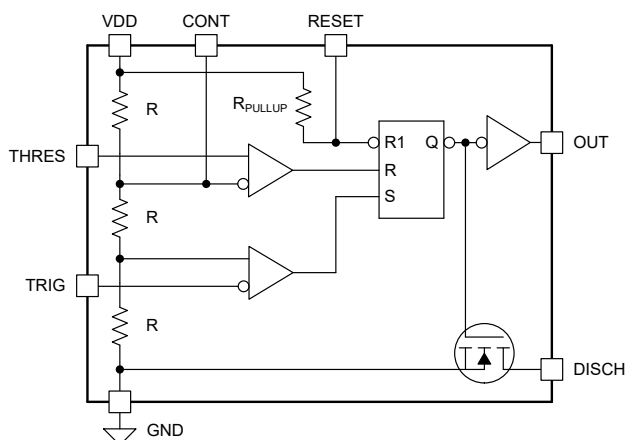 VDD
CONT
RESET
R
RPULLUP
THRES
R1
Q
OUT
R
S
R
TRIG
R
DISCH
GND